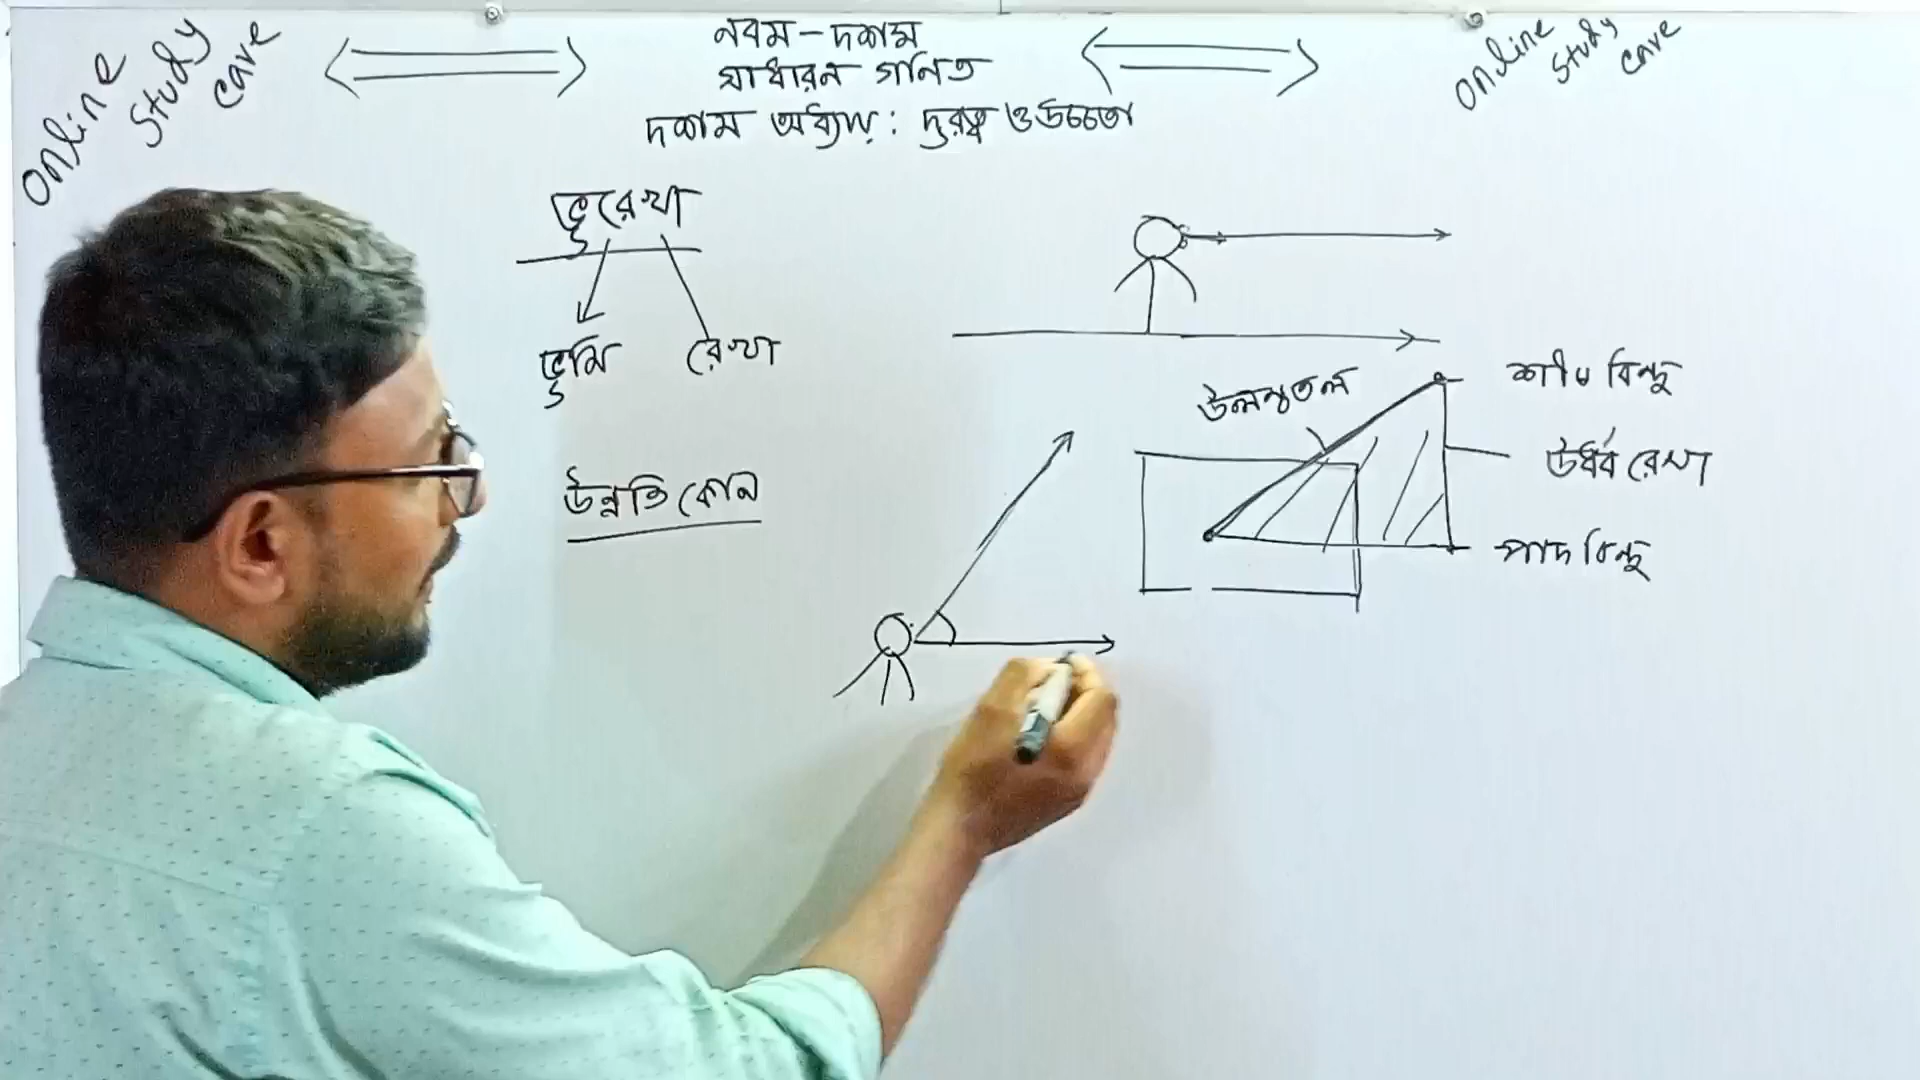 Online
Study
Care
নবম-দশম
সাধারন গনিত
দশম অধ্যায়: দুরত্ব ও উচ্চতা
Online
Study
Care
ভূরেখা
ভূমি রেখা
উন্নতি কোন
উলম্বতল
শীর্ষ বিন্দু
উর্ধ্ব রেখা
পাদ বিন্দু